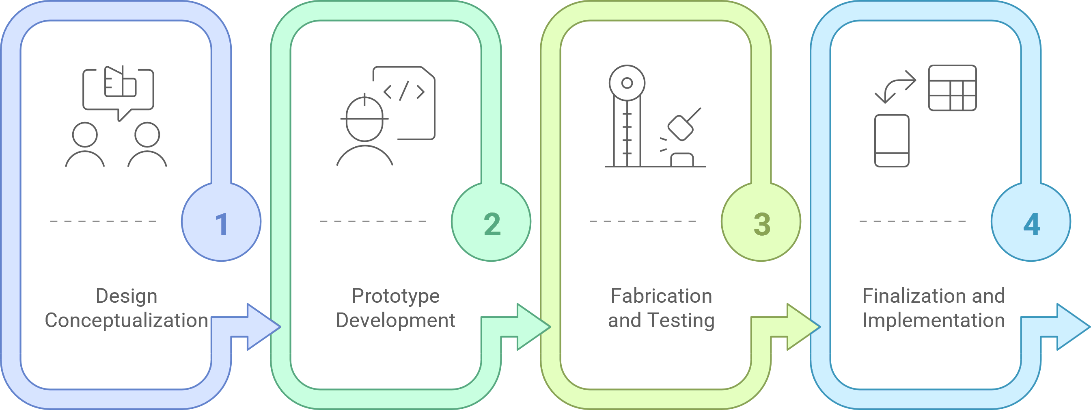 1
Design
Conceptualization
2
Prototype
Development
3
Fabrication
and Testing
4
Finalization and
Implementation